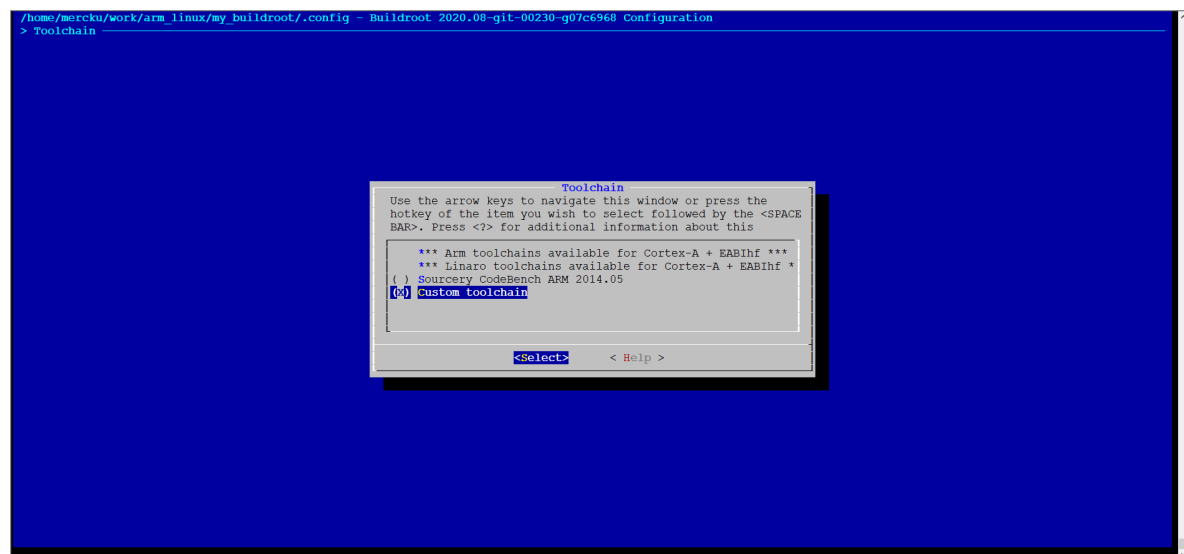 /home/mercku/work/arm_linux/my_buildroot/.config - Buildroot 2020.08-git-00230-g07c6968 Configuration
> Toolchain
Toolchain
Use the arrow keys to navigate this window or press the
hotkey of the item you wish to select followed by the <SPACE
BAR>. Press <?> for additional information about this
*** Arm toolchains available for Cortex-A + EABIhf ***
*** Linaro toolchains available for Cortex-A + EABIhf *
( ) Sourcery CodeBench ARM 2014.05
(X) Custom toolchain
<Select> < Help >